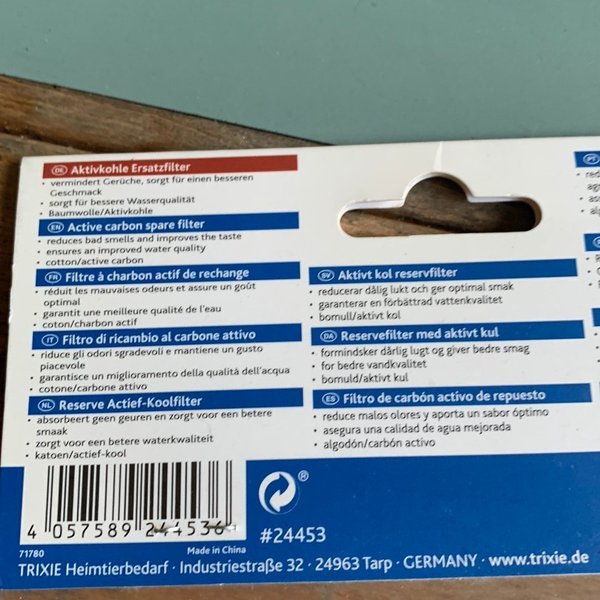 DE Aktivkohle Ersatzfilter
• vermindert Gerüche, sorgt für einen besseren
Geschmack
• sorgt für bessere Wasserqualität
• Baumwolle/Aktivkohle
EN Active carbon spare filter
• reduces bad smells and improves the taste
• ensures an improved water quality
• cotton/active carbon
FR Filtre à charbon actif de rechange
• réduit les mauvaises odeurs et assure un goût
optimal
• garantit une meilleure qualité de l'eau
• coton/charbon actif
IT Filtro di ricambio al carbone attivo
• riduce gli odori sgradevoli e mantiene un gusto
piacevole
• garantisce un miglioramento della qualità dell'acqua
• cotone/carbone attivo
NL Reserve Actief-Koolfilter
• absorbeert geen geuren en zorgt voor een betere
smaak
• zorgt voor een betere waterkwaliteit
• katoen/actief-kool
SV Aktivt kol reservfilter
• reducerar dålig lukt och ger optimal smak
• garanterar en förbättrad vattenkvalitet
• bomull/aktivt kol
DA Reservefilter med aktivt kul
• formindsker dårlig lugt og giver bedre smag
• for bedre vandkvalitet
• bomuld/aktivt kul
ES Filtro de carbón activo de repuesto
• reduce malos olores y aporta un sabor óptimo
• asegura una calidad de agua mejorada
• algodón/carbón activo
PT
4 057589 244536
®
#24453
71780
Made in China
TRIXIE Heimtierbedarf · Industriestraße 32 · 24963 Tarp · GERMANY · www.trixie.de